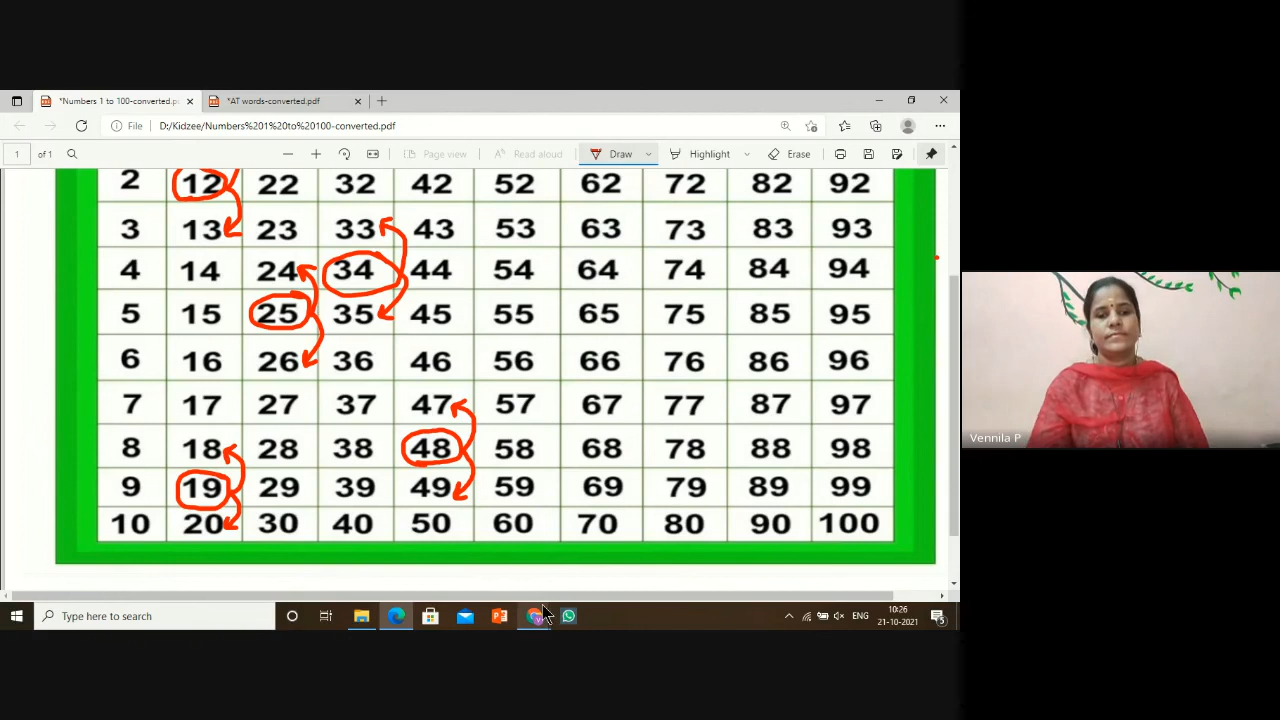 *Numbers 1 to 100-converted.pd
*AT words-converted.pdf
File D:/Kidzee/Numbers%201%20to%20100-converted.pdf
1 of 1 Page view Read aloud Draw Highlight Erase
2 12 22 32 42 52 62 72 82 92
3 13 23 33 43 53 63 73 83 93
4 14 24 34 44 54 64 74 84 94
5 15 25 35 45 55 65 75 85 95
6 16 26 36 46 56 66 76 86 96
7 17 27 37 47 57 67 77 87 97
8 18 28 38 48 58 68 78 88 98
9 19 29 39 49 59 69 79 89 99
10 20 30 40 50 60 70 80 90 100
Vennila P
Type here to search
ENG
10:26
21-10-2021
5